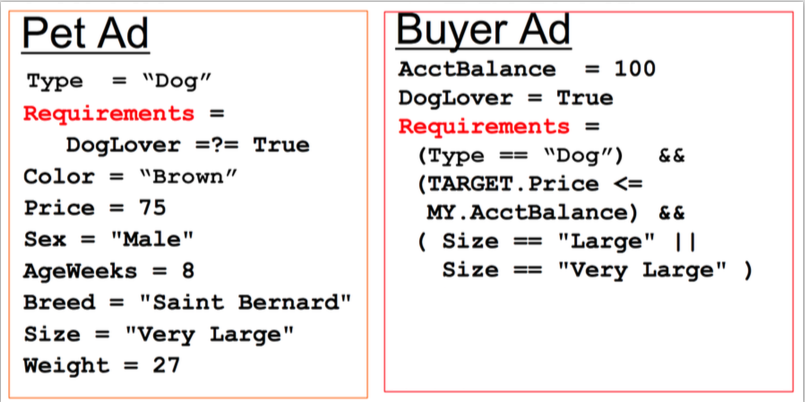 Pet Ad
Type = “Dog”
Requirements =
DogLover =?= True
Color = “Brown”
Price = 75
Sex = "Male"
AgeWeeks = 8
Breed = "Saint Bernard"
Size = "Very Large"
Weight = 27
Buyer Ad
AcctBalance = 100
DogLover = True
Requirements =
(Type == “Dog”) &&
(TARGET.Price <=
MY.AcctBalance) &&
( Size == "Large" ||
Size == "Very Large" )